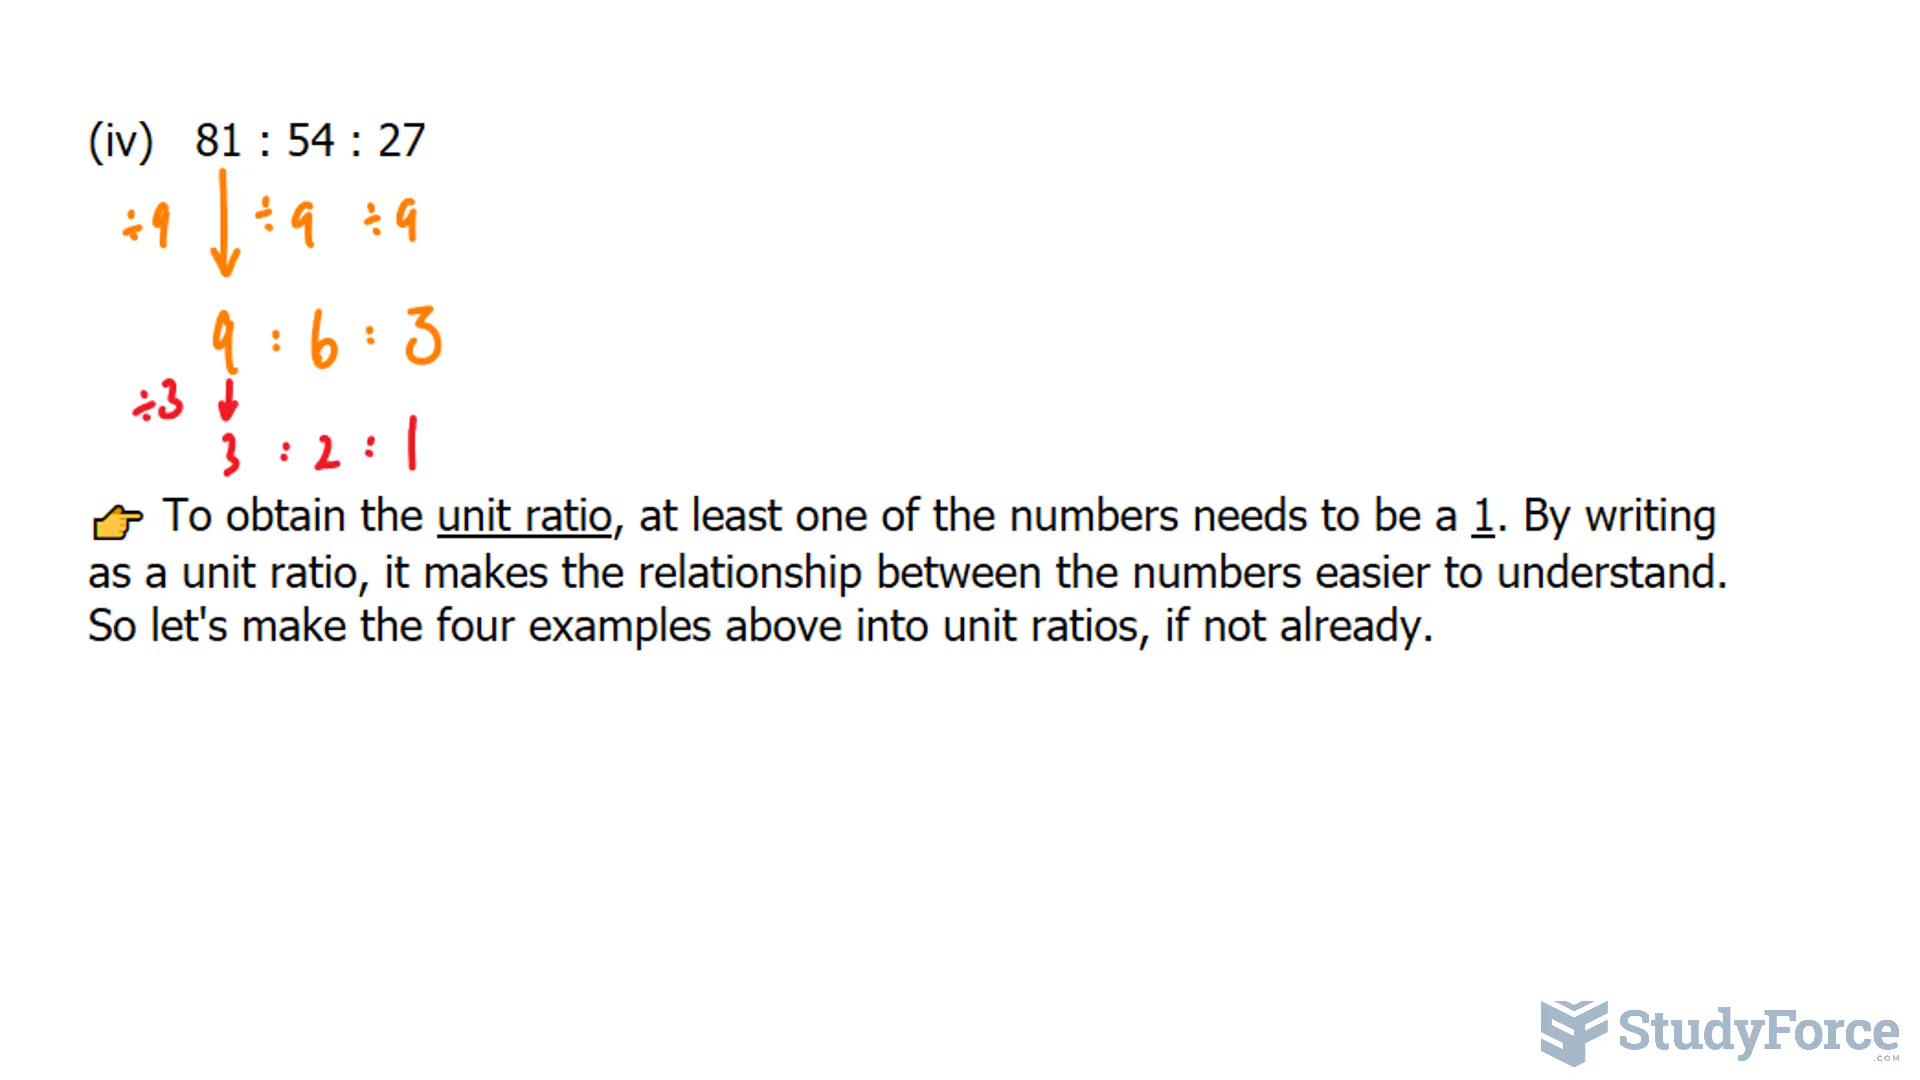 (iv) 81 : 54 : 27
÷9 ÷9 ÷9
9 : 6 : 3
÷3
3 : 2 : 1
👉 To obtain the unit ratio, at least one of the numbers needs to be a 1. By writing
as a unit ratio, it makes the relationship between the numbers easier to understand.
So let's make the four examples above into unit ratios, if not already.
StudyForce
.COM